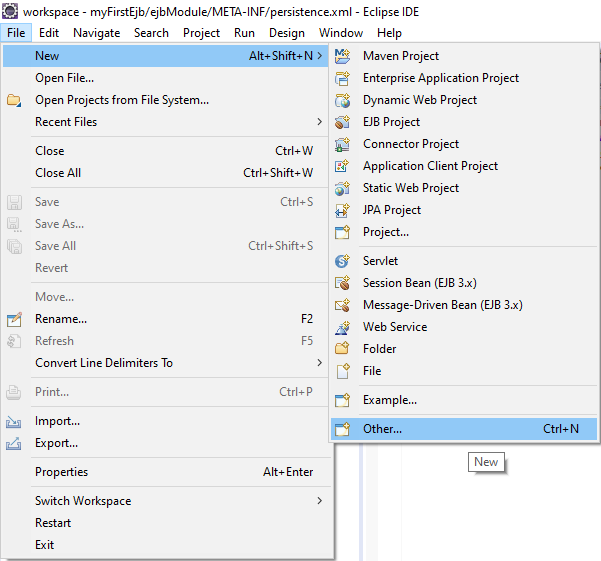 workspace - myFirstEjb/ejbModule/META-INF/persistence.xml - Eclipse IDE
File Edit Navigate Search Project Run Design Window Help
New Alt+Shift+N >
Open File...
Open Projects from File System...
Recent Files >
Close Ctrl+W
Close All Ctrl+Shift+W
Save Ctrl+S
Save As...
Save All Ctrl+Shift+S
Revert
Move...
Rename... F2
Refresh F5
Convert Line Delimiters To >
Print... Ctrl+P
Import...
Export...
Properties Alt+Enter
Switch Workspace >
Restart
Exit
Maven Project
Enterprise Application Project
Dynamic Web Project
EJB Project
Connector Project
Application Client Project
Static Web Project
JPA Project
Project...
Servlet
Session Bean (EJB 3.x)
Message-Driven Bean (EJB 3.x)
Web Service
Folder
File
Example...
Other... Ctrl+N
New